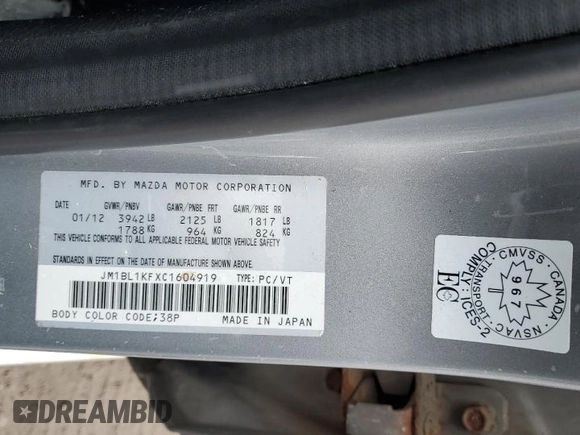 MFD. BY MAZDA MOTOR CORPORATION
DATE GVWR/PNBV GAWR/PNBE FRT GAWR/PNBE RR
01/12 3942 LB 2125 LB 1817 LB
1788 KG 964 KG 824 KG
THIS VEHICLE CONFORMS TO ALL APPLICABLE FEDERAL MOTOR VEHICLE SAFETY
STANDARDS IN EFFECT ON THE DATE OF MANUFACTURE SHOWN ABOVE.
JM1BL1KFXC1604919 TYPE: PC/VT
BODY COLOR CODE;38P MADE IN JAPAN
CANADA CMVSS
TRANSPORT
967
NSVAC
COMPLY: ICES-2
EC
DREAMBID